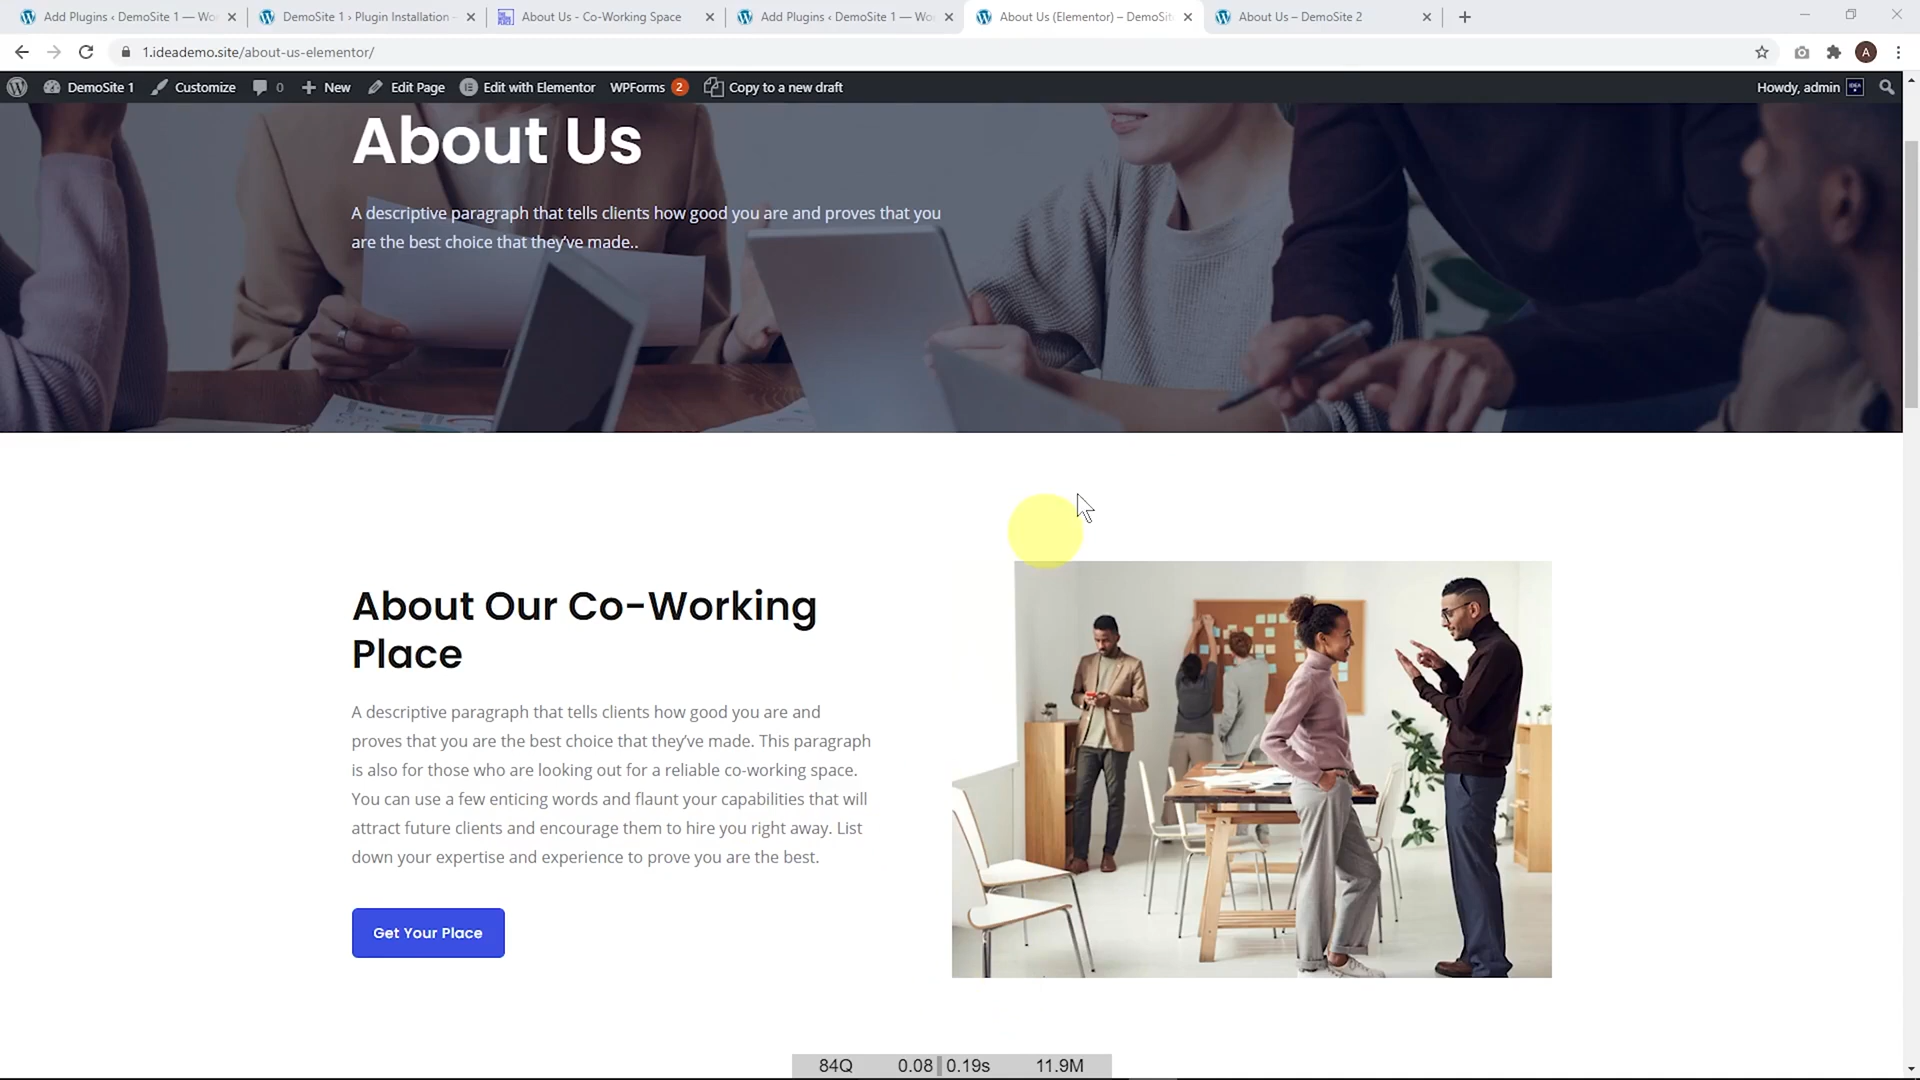 Add Plugins ‹ DemoSite 1 — Wor
DemoSite 1 › Plugin Installation –
About Us - Co-Working Space
Add Plugins ‹ DemoSite 1 — Wo
About Us (Elementor) – DemoSit
About Us – DemoSite 2
1.ideademo.site/about-us-elementor/
A
DemoSite 1
Customize
0
New
Edit Page
Edit with Elementor
WPForms 2
Copy to a new draft
Howdy, admin
About Us
A descriptive paragraph that tells clients how good you are and proves that you
are the best choice that they've made..
About Our Co-Working
Place
A descriptive paragraph that tells clients how good you are and
proves that you are the best choice that they've made. This paragraph
is also for those who are looking out for a reliable co-working space.
You can use a few enticing words and flaunt your capabilities that will
attract future clients and encourage them to hire you right away. List
down your expertise and experience to prove you are the best.
Get Your Place
84Q 0.08 0.19s 11.9M